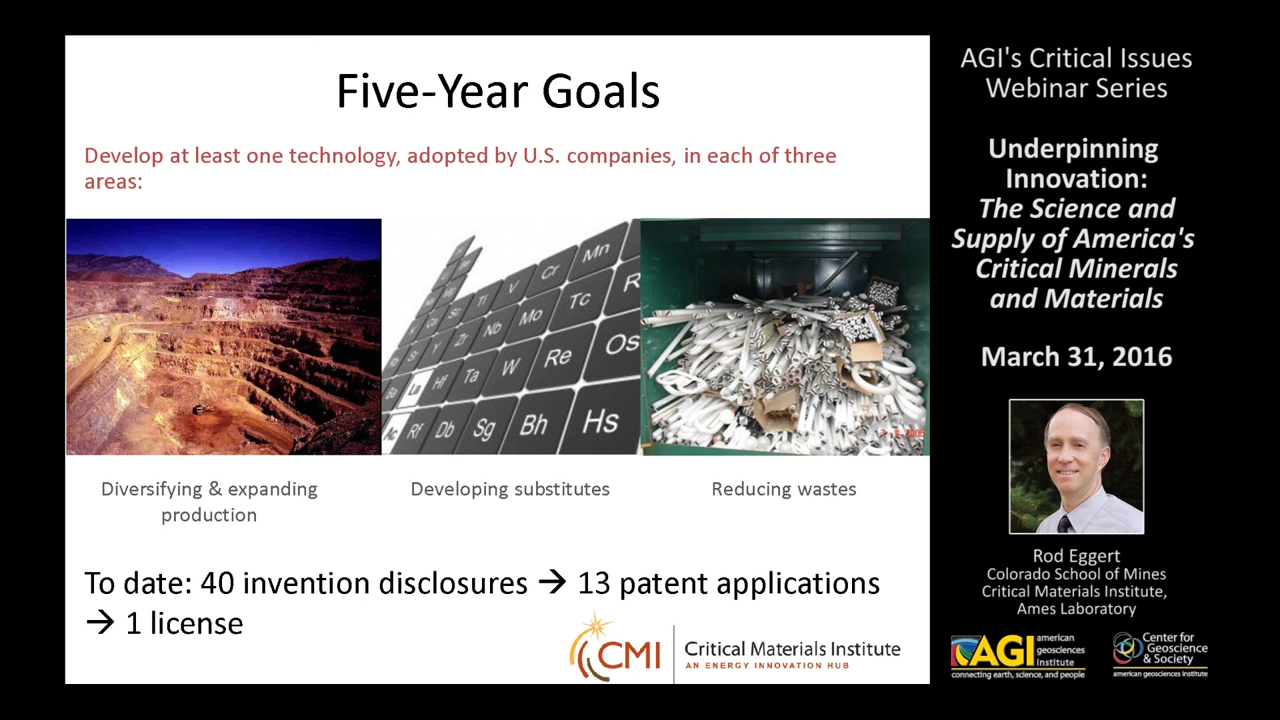 Five-Year Goals
Develop at least one technology, adopted by U.S. companies, in each of three
areas:
Mn
Cr
V
Ti
Sc
Tc
Mo
Nb
Zr
Y
Os
Re
W
Ta
Hf
La
Hs
Bh
Sg
Db
Rf
Ac
Diversifying & expanding
production
Developing substitutes
Reducing wastes
To date: 40 invention disclosures → 13 patent applications
→ 1 license
CMI
Critical Materials Institute
AN ENERGY INNOVATION HUB
AGI's Critical Issues
Webinar Series
Underpinning
Innovation:
The Science and
Supply of America's
Critical Minerals
and Materials
March 31, 2016
Rod Eggert
Colorado School of Mines
Critical Materials Institute,
Ames Laboratory
AGI
american
geosciences
institute
connecting earth, science, and people
Center for
Geoscience
& Society
american geosciences institute